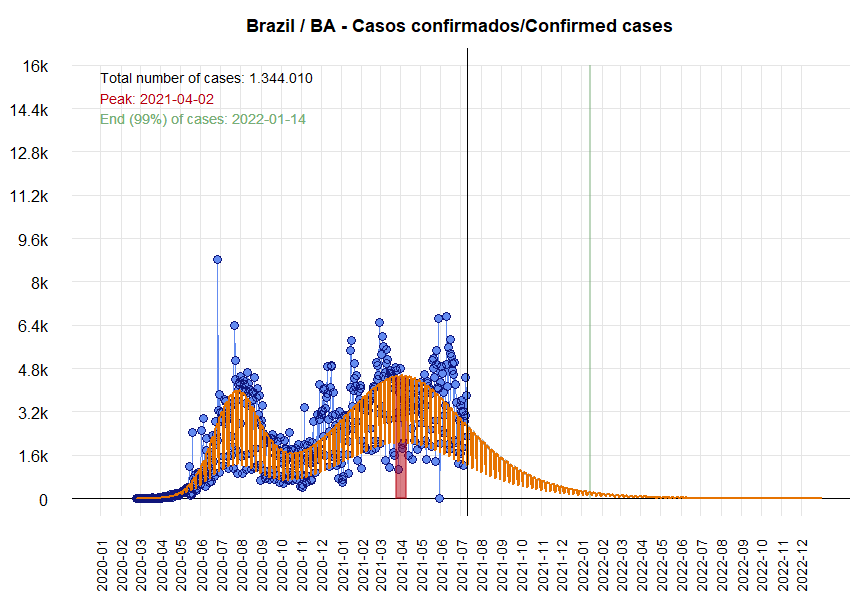 Brazil / BA - Casos confirmados/Confirmed cases
Total number of cases: 1.344.010
Peak: 2021-04-02
End (99%) of cases: 2022-01-14
16k
14.4k
12.8k
11.2k
9.6k
8k
6.4k
4.8k
3.2k
1.6k
0
2020-01
2020-02
2020-03
2020-04
2020-05
2020-06
2020-07
2020-08
2020-09
2020-10
2020-12
2021-01
2021-02
2021-03
2021-04
2021-05
2021-06
2021-07
2021-08
2021-09
2021-10
2021-11
2021-12
2022-01
2022-02
2022-03
2022-04
2022-05
2022-06
2022-07
2022-08
2022-09
2022-10
2022-11
2022-12